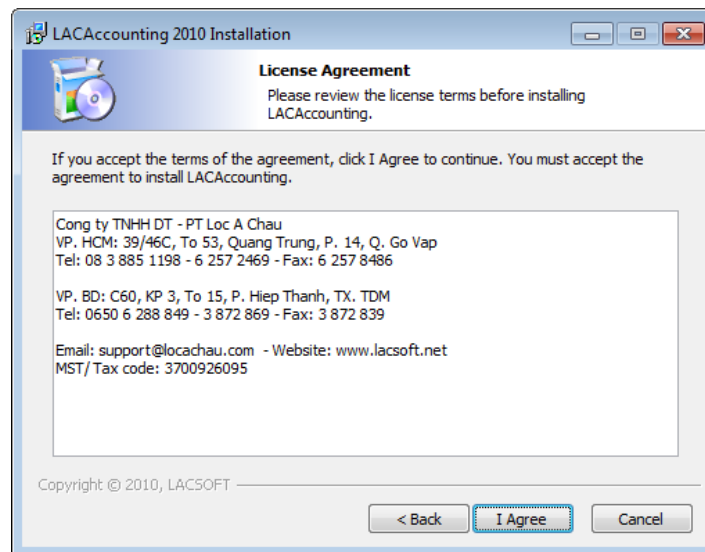 LACAccounting 2010 Installation
License Agreement
Please review the license terms before installing
LACAccounting.
If you accept the terms of the agreement, click I Agree to continue. You must accept the
agreement to install LACAccounting.
Cong ty TNHH DT - PT Loc A Chau
VP. HCM: 39/46C, To 53, Quang Trung, P. 14, Q. Go Vap
Tel: 08 3 885 1198 - 6 257 2469 - Fax: 6 257 8486
VP. BD: C60, KP 3, To 15, P. Hiep Thanh, TX. TDM
Tel: 0650 6 288 849 - 3 872 869 - Fax: 3 872 839
Email: support@locachau.com  - Website: www.lacsoft.net
MST/ Tax code: 3700926095
Copyright © 2010, LACSOFT
< Back
I Agree
Cancel